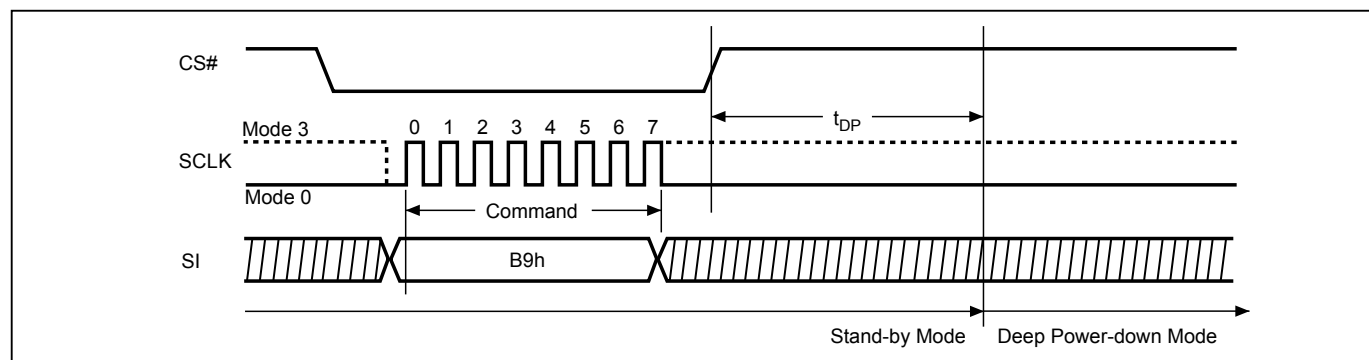 CS#
t_DP
Mode 3
0 1 2 3 4 5 6 7
SCLK
Mode 0
Command
SI
B9h
Stand-by Mode
Deep Power-down Mode